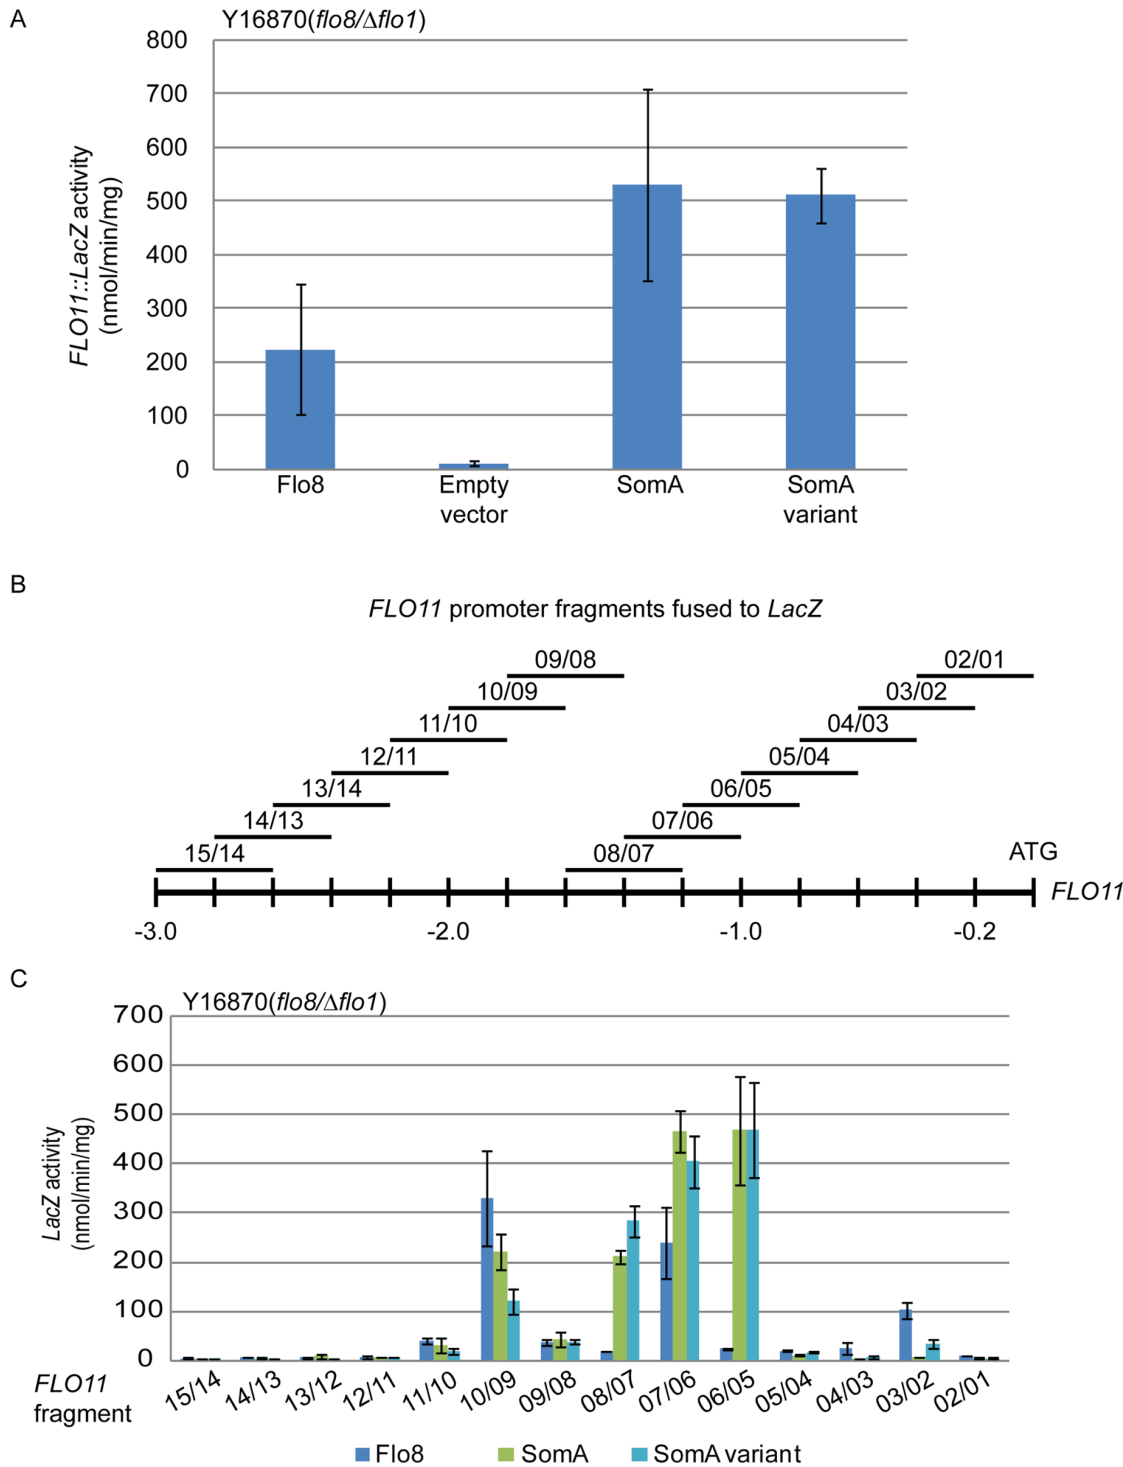 A
Y16870(flo8/Δflo1)
800
700
600
500
400
300
200
100
0
FLO11::LacZ activity
(nmol/min/mg)
Flo8
Empty
vector
SomA
SomA
variant
B
FLO11 promoter fragments fused to LacZ
09/08
02/01
10/09
03/02
11/10
04/03
12/11
05/04
13/14
06/05
14/13
07/06
15/14
08/07
ATG
FLO11
-3.0
-2.0
-1.0
-0.2
C
Y16870(flo8/Δflo1)
700
600
500
400
300
200
100
0
LacZ activity
(nmol/min/mg)
FLO11
fragment
15/14
14/13
13/12
12/11
11/10
10/09
09/08
08/07
07/06
06/05
05/04
04/03
03/02
02/01
Flo8
SomA
SomA variant